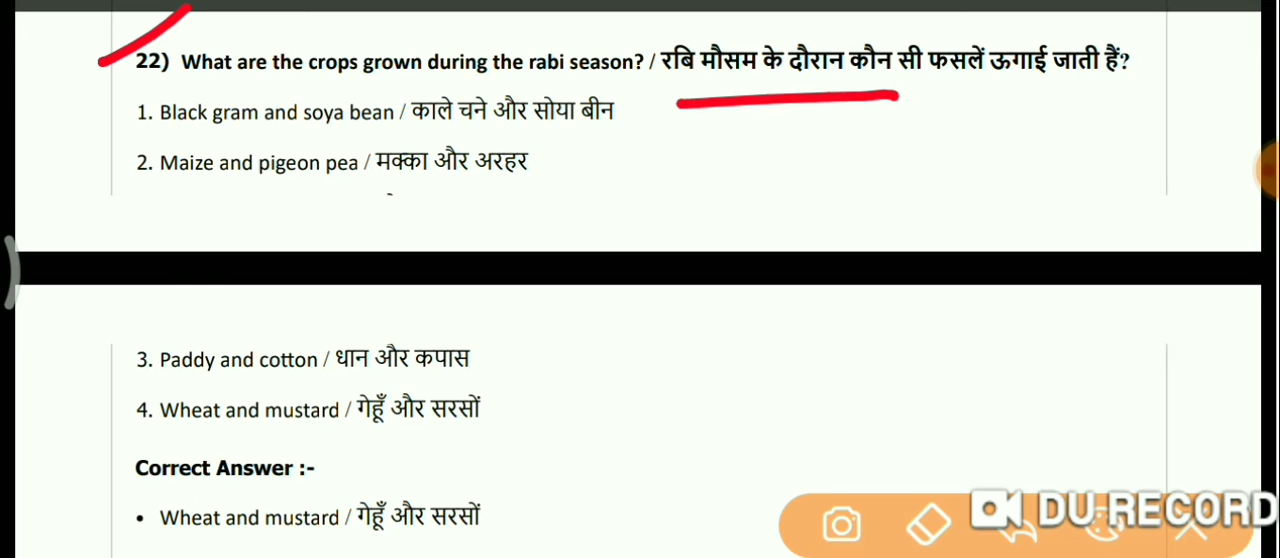 22) What are the crops grown during the rabi season? / रबि मौसम के दौरान कौन सी फसलें ऊगाई जाती हैं?
1. Black gram and soya bean / काले चने और सोया बीन
2. Maize and pigeon pea / मक्का और अरहर
3. Paddy and cotton / धान और कपास
4. Wheat and mustard / गेहूँ और सरसों
Correct Answer :-
• Wheat and mustard / गेहूँ और सरसों
DU RECORD